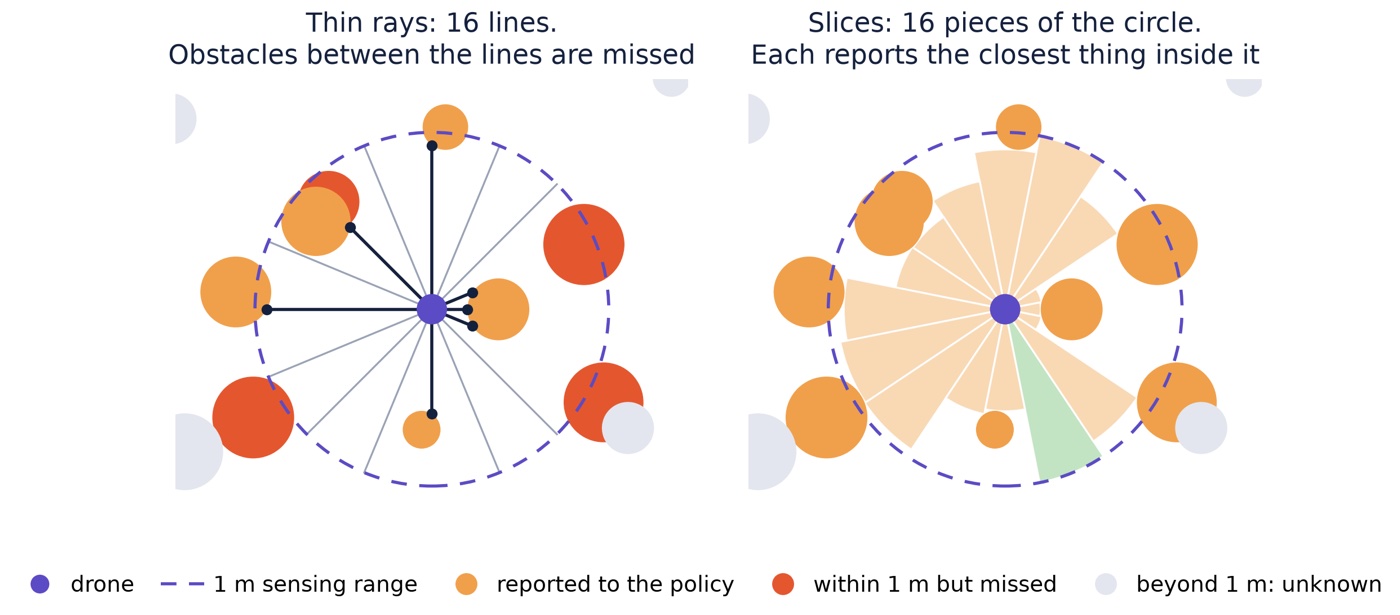 Thin rays: 16 lines.
Obstacles between the lines are missed
Slices: 16 pieces of the circle.
Each reports the closest thing inside it
drone
1 m sensing range
reported to the policy
within 1 m but missed
beyond 1 m: unknown